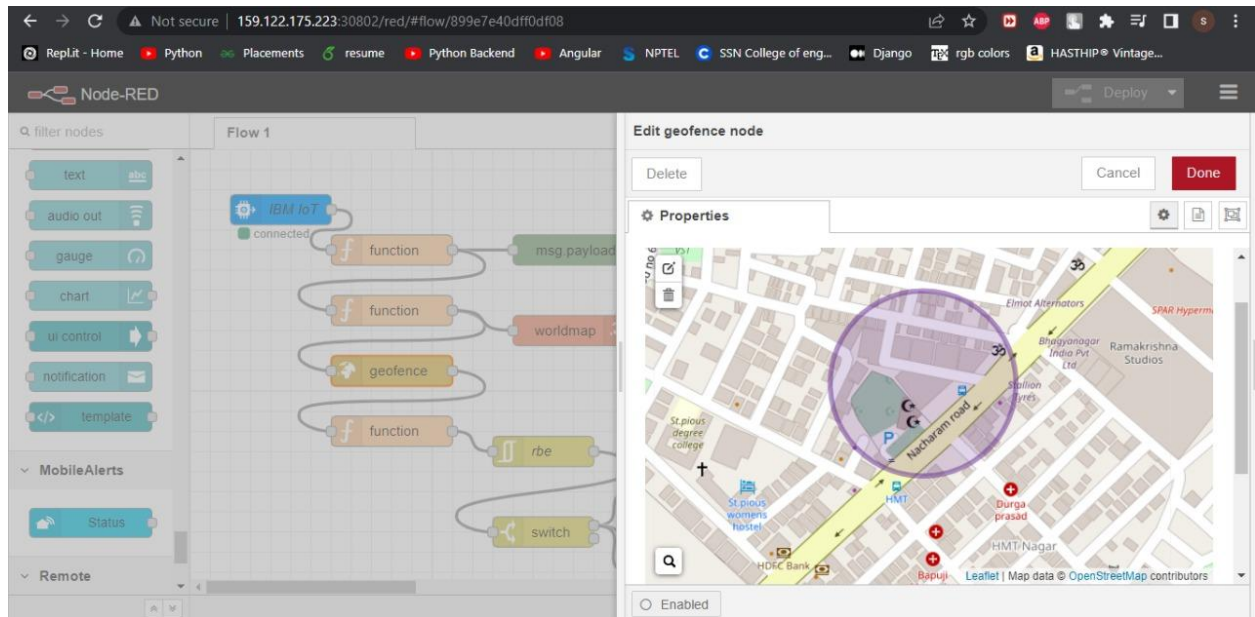 Not secure | 159.122.175.223:30802/red/#flow/899e7e40dff0df08
Repl.it - Home Python Placements resume Python Backend Angular NPTEL SSN College of eng... Django rgb colors HASTHIP® Vintage...
Node-RED Deploy
filter nodes
text abc
audio out
gauge
chart
ui control
notification
</> template
MobileAlerts
Status
Remote
Flow 1
IBM IoT
connected
f function
msg.payload
f function
worldmap
geofence
f function
rbe
switch
Edit geofence node
Delete Cancel Done
Properties
33
Elmot Alternators
SPAR Hyperm
Bhagyanagar
India Pvt
Ltd
Ramakrishna
Studios
Stallion
Tyres
St.pious
degree
college
P
Nacharam road
St.pious
womens
hostel
HMT
Durga
prasad
HMT Nagar
HDFC Bank
Bapuji
Leaflet | Map data © OpenStreetMap contributors
Enabled